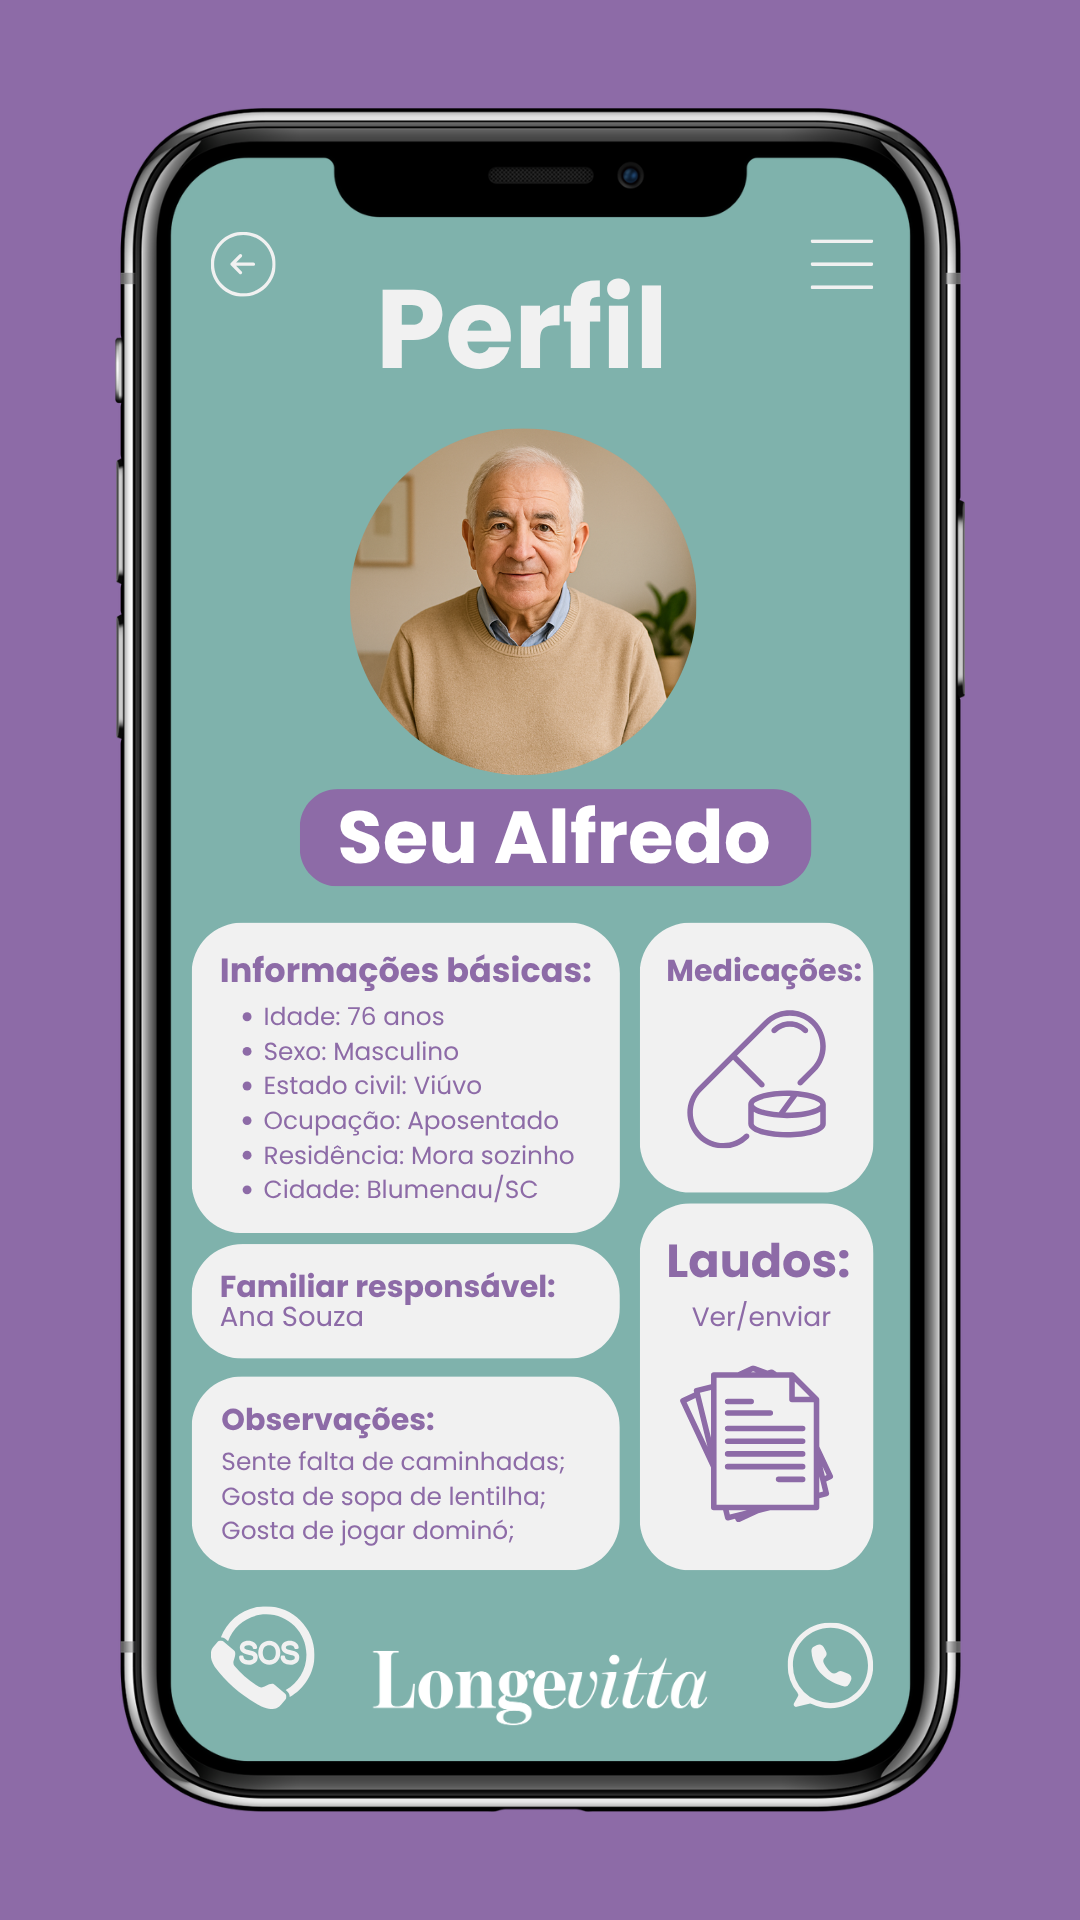 Perfil
Seu Alfredo
Informações básicas:
• Idade: 76 anos
• Sexo: Masculino
• Estado civil: Viúvo
• Ocupação: Aposentado
• Residência: Mora sozinho
• Cidade: Blumenau/SC
Medicações:
Familiar responsável:
Ana Souza
Laudos:
Ver/enviar
Observações:
Sente falta de caminhadas;
Gosta de sopa de lentilha;
Gosta de jogar dominó;
SOS
Longevitta